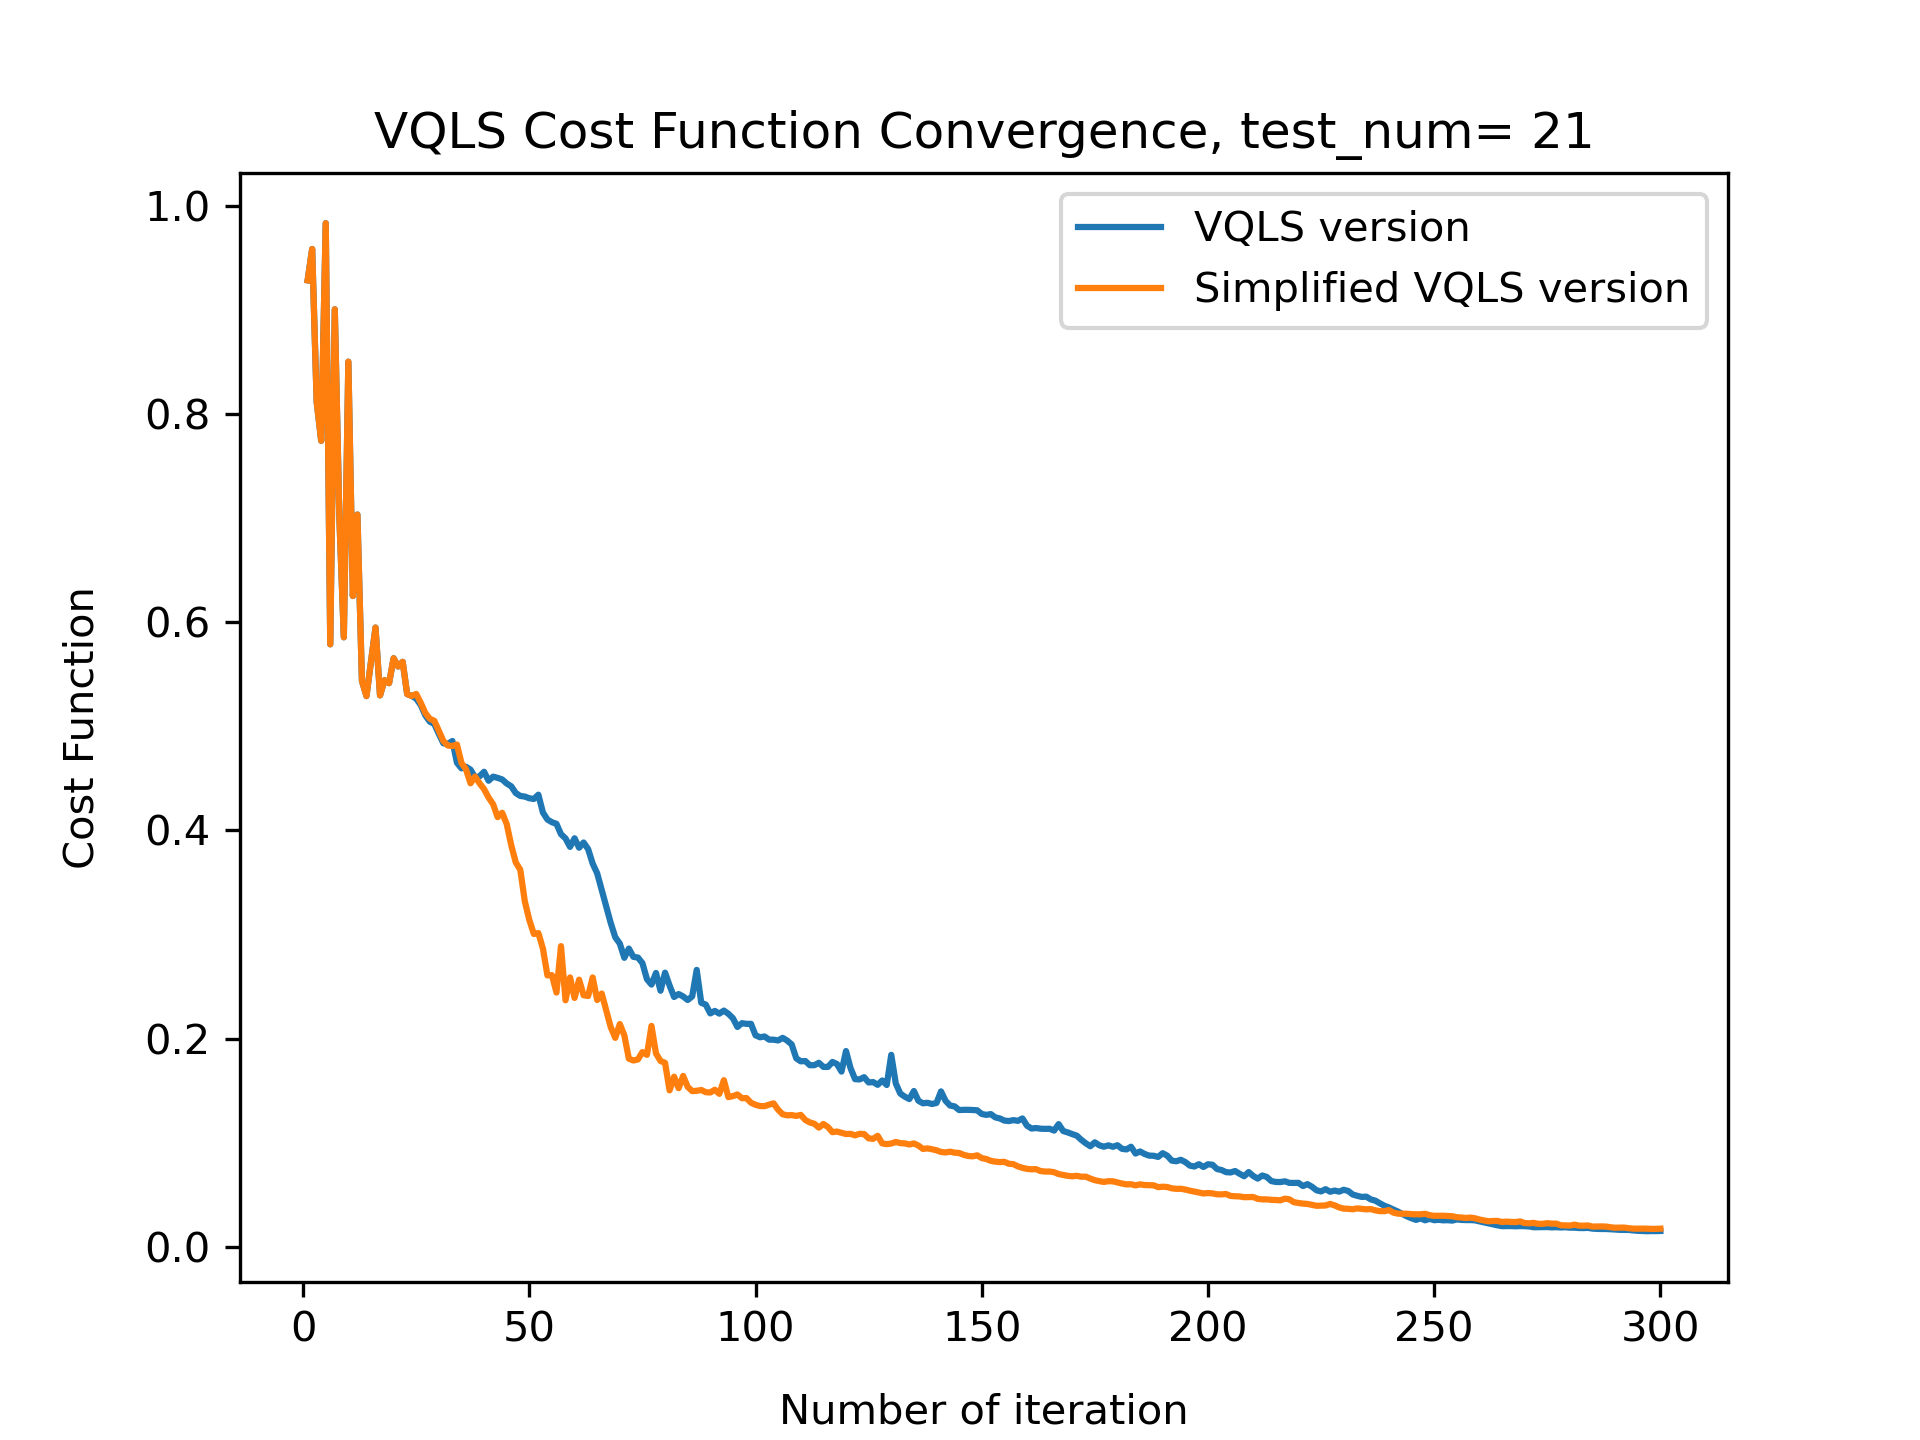 VQLS Cost Function Convergence, test_num= 21
VQLS version
Simplified VQLS version
1.0
0.8
0.6
0.4
0.2
0.0
Cost Function
0 50 100 150 200 250 300
Number of iteration